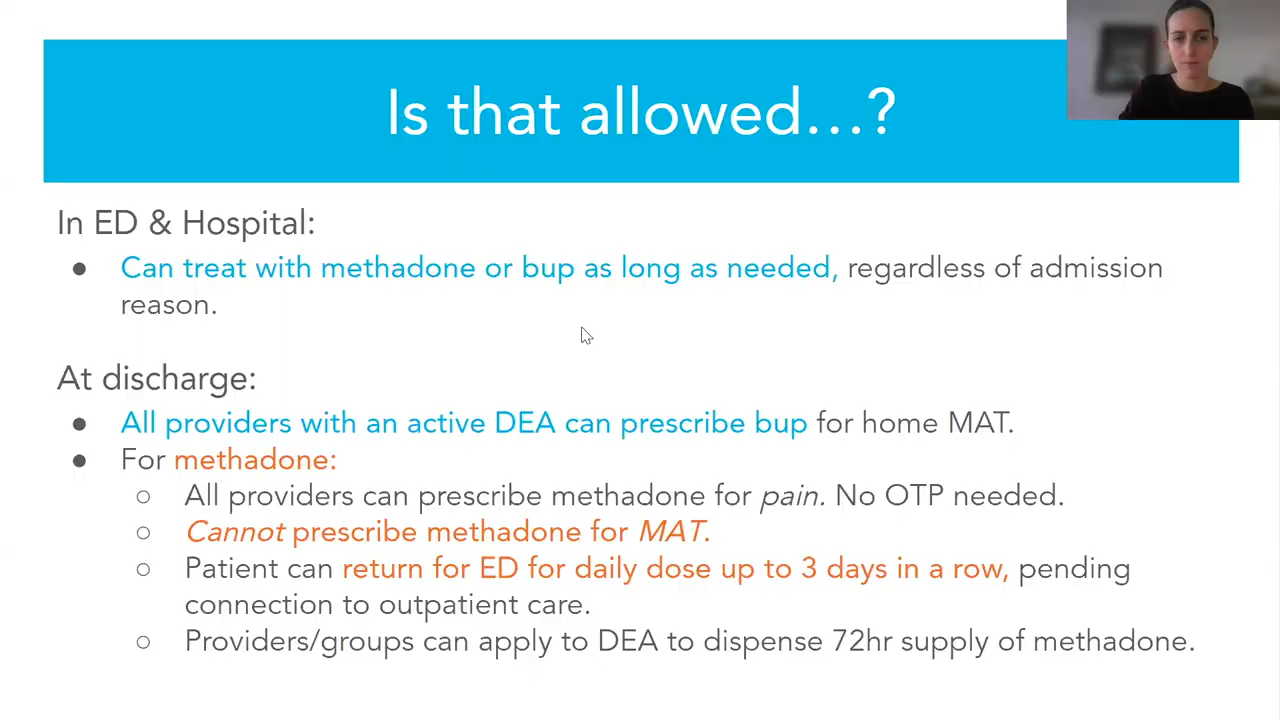 Is that allowed...?
In ED & Hospital:
● Can treat with methadone or bup as long as needed, regardless of admission
reason.
At discharge:
● All providers with an active DEA can prescribe bup for home MAT.
● For methadone:
○ All providers can prescribe methadone for pain. No OTP needed.
○ Cannot prescribe methadone for MAT.
○ Patient can return for ED for daily dose up to 3 days in a row, pending
connection to outpatient care.
○ Providers/groups can apply to DEA to dispense 72hr supply of methadone.